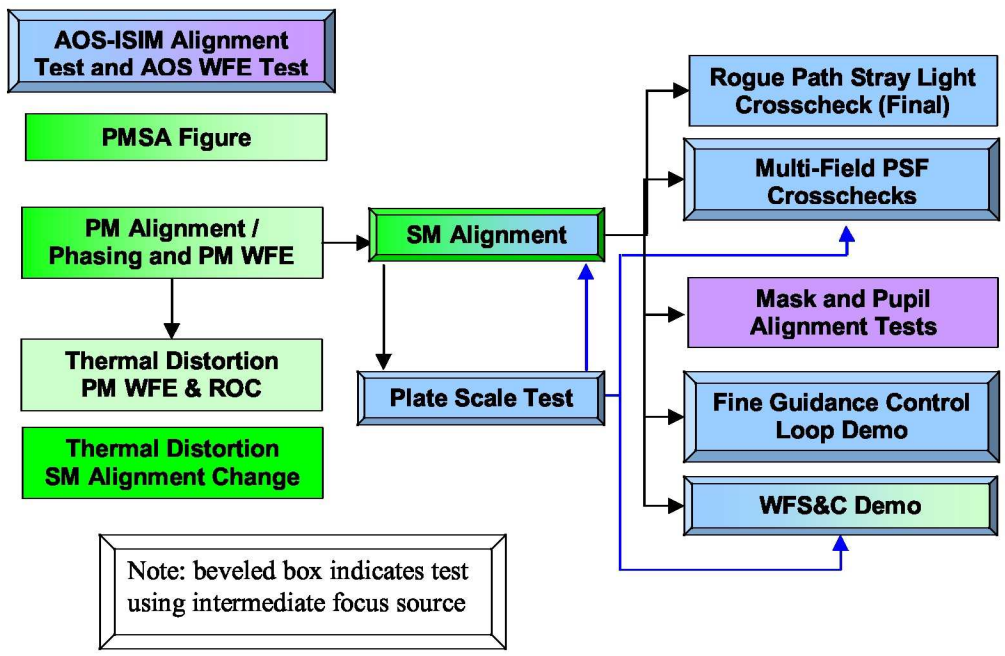 AOS-ISIM Alignment
Test and AOS WFE Test
PMSA Figure
PM Alignment /
Phasing and PM WFE
Thermal Distortion
PM WFE & ROC
Thermal Distortion
SM Alignment Change
SM Alignment
Plate Scale Test
Rogue Path Stray Light
Crosscheck (Final)
Multi-Field PSF
Crosschecks
Mask and Pupil
Alignment Tests
Fine Guidance Control
Loop Demo
WFS&C Demo
Note: beveled box indicates test
using intermediate focus source